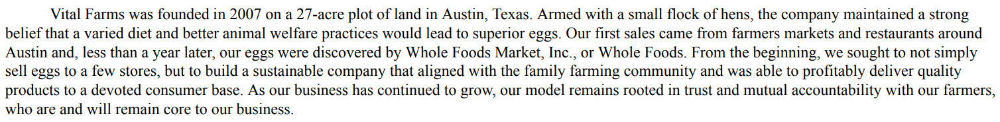 Vital Farms was founded in 2007 on a 27-acre plot of land in Austin, Texas. Armed with a small flock of hens, the company maintained a strong
belief that a varied diet and better animal welfare practices would lead to superior eggs. Our first sales came from farmers markets and restaurants around
Austin and, less than a year later, our eggs were discovered by Whole Foods Market, Inc., or Whole Foods. From the beginning, we sought to not simply
sell eggs to a few stores, but to build a sustainable company that aligned with the family farming community and was able to profitably deliver quality
products to a devoted consumer base. As our business has continued to grow, our model remains rooted in trust and mutual accountability with our farmers,
who are and will remain core to our business.